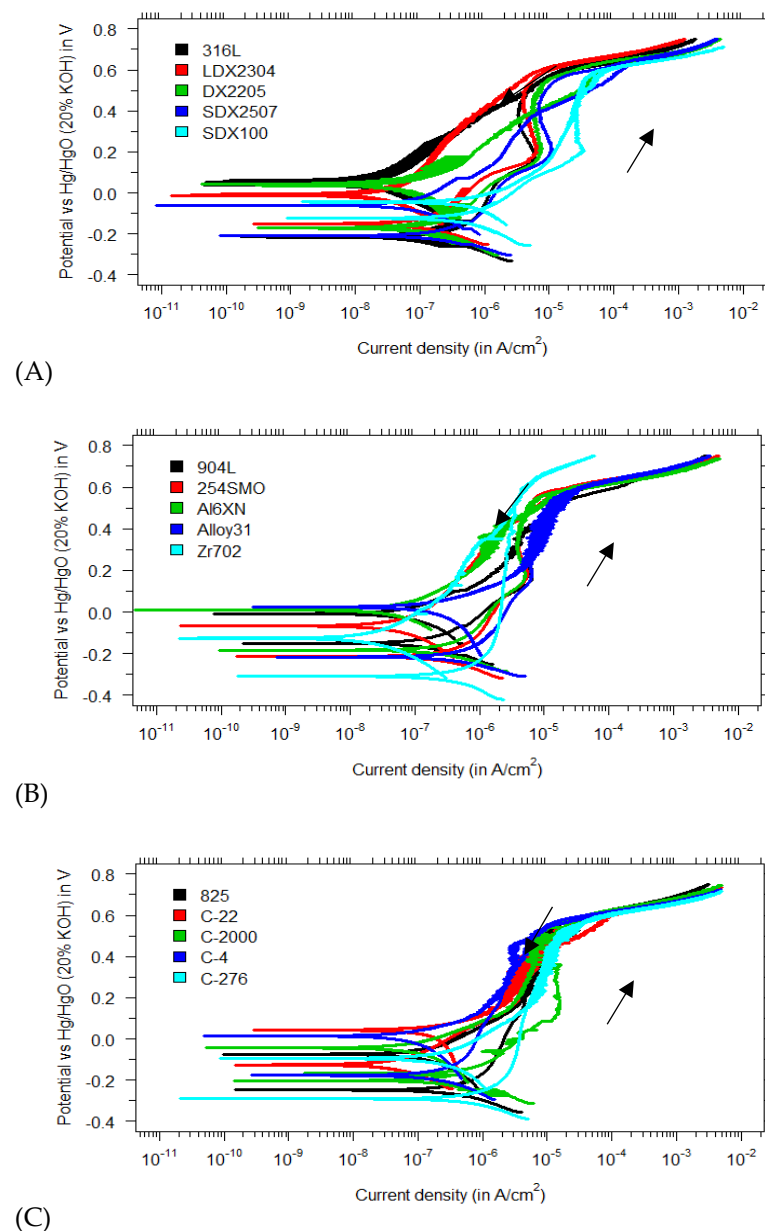 0.8
0.6
0.4
0.2
0.0
-0.2
-0.4
Potential vs Hg/HgO (20% KOH) in V
316L
LDX2304
DX2205
SDX2507
SDX100
10⁻¹¹ 10⁻¹⁰ 10⁻⁹ 10⁻⁸ 10⁻⁷ 10⁻⁶ 10⁻⁵ 10⁻⁴ 10⁻³ 10⁻²
Current density (in A/cm²)
(A)
0.8
0.6
0.4
0.2
0.0
-0.2
-0.4
Potential vs Hg/HgO (20% KOH) in V
904L
254SMO
Al6XN
Alloy31
Zr702
10⁻¹¹ 10⁻¹⁰ 10⁻⁹ 10⁻⁸ 10⁻⁷ 10⁻⁶ 10⁻⁵ 10⁻⁴ 10⁻³ 10⁻²
Current density (in A/cm²)
(B)
0.8
0.6
0.4
0.2
0.0
-0.2
-0.4
Potential vs Hg/HgO (20% KOH) in V
825
C-22
C-2000
C-4
C-276
10⁻¹¹ 10⁻¹⁰ 10⁻⁹ 10⁻⁸ 10⁻⁷ 10⁻⁶ 10⁻⁵ 10⁻⁴ 10⁻³ 10⁻²
Current density (in A/cm²)
(C)